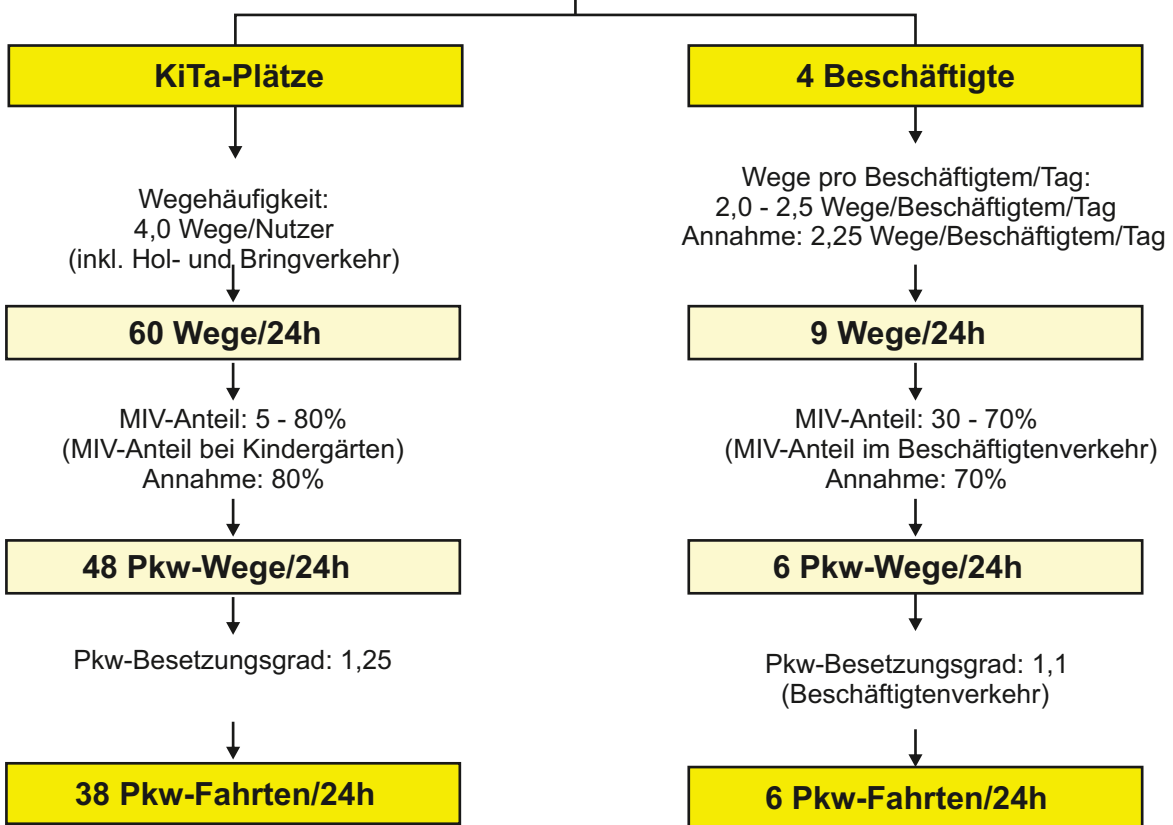 KiTa-Plätze
Wegehäufigkeit:
4,0 Wege/Nutzer
(inkl. Hol- und Bringverkehr)
60 Wege/24h
MIV-Anteil: 5 - 80%
(MIV-Anteil bei Kindergärten)
Annahme: 80%
48 Pkw-Wege/24h
Pkw-Besetzungsgrad: 1,25
38 Pkw-Fahrten/24h
4 Beschäftigte
Wege pro Beschäftigtem/Tag:
2,0 - 2,5 Wege/Beschäftigtem/Tag
Annahme: 2,25 Wege/Beschäftigtem/Tag
9 Wege/24h
MIV-Anteil: 30 - 70%
(MIV-Anteil im Beschäftigtenverkehr)
Annahme: 70%
6 Pkw-Wege/24h
Pkw-Besetzungsgrad: 1,1
(Beschäftigtenverkehr)
6 Pkw-Fahrten/24h